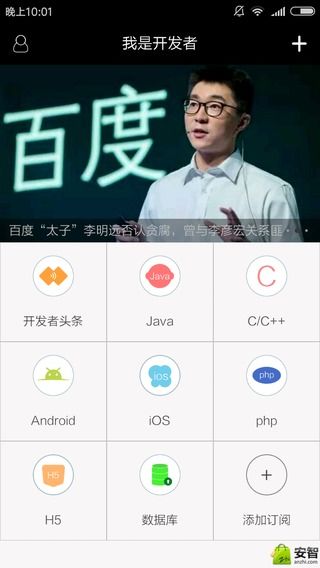 晚上10:01
我是开发者
百度
百度“太子”李明远否认贪腐，曾与李彦宏关系匪···
Java
C
开发者头条
Java
C/C++
ios
php
Android
iOS
php
H5
H5
数据库
添加订阅
安智
anzhi.com